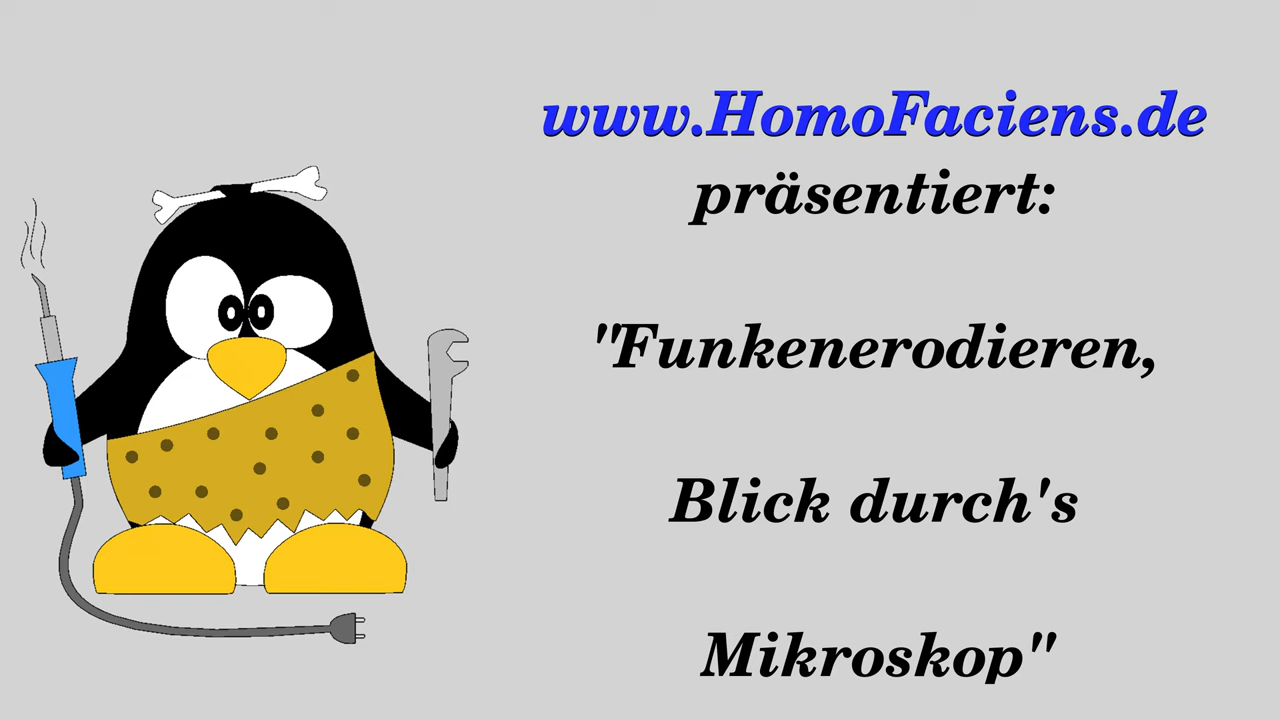 www.HomoFaciens.de
präsentiert:
"Funkenerodieren,
Blick durch's
Mikroskop"